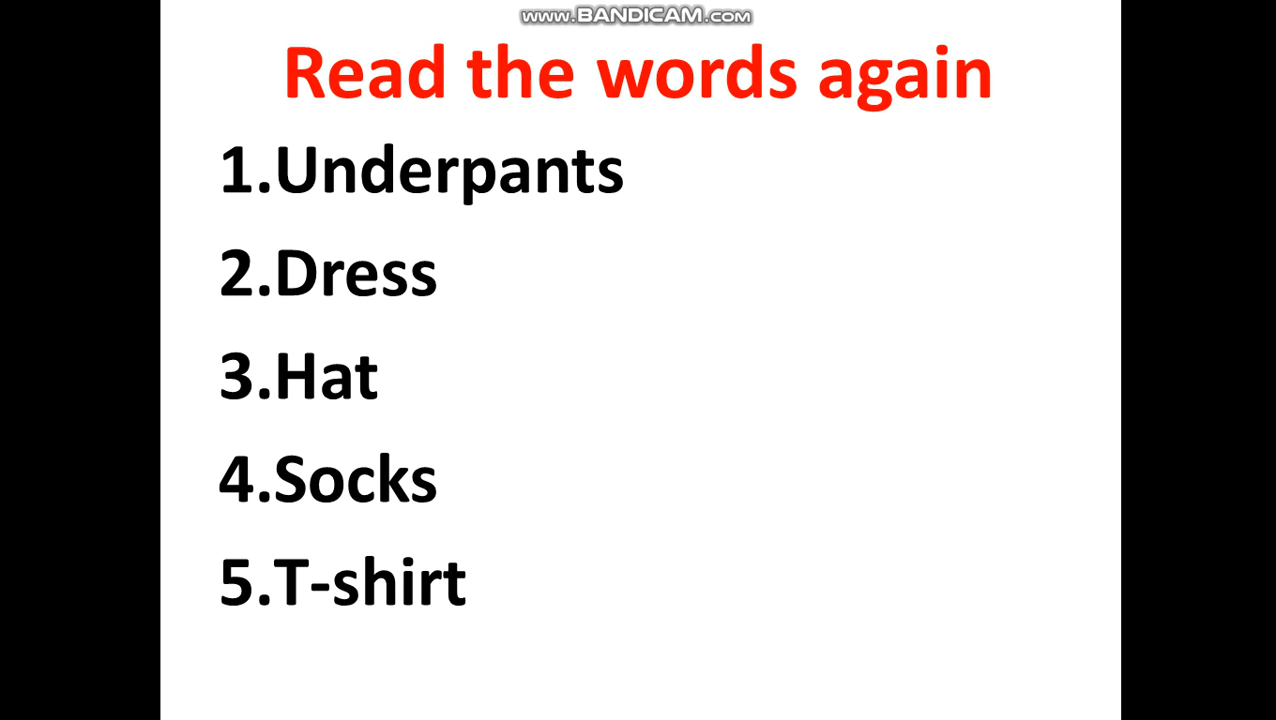 www.BANDICAM.com
Read the words again
1.Underpants
2.Dress
3.Hat
4.Socks
5.T-shirt